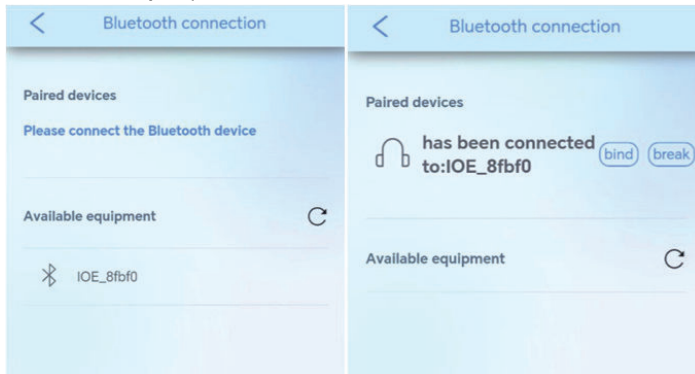 Bluetooth connection
Paired devices
Please connect the Bluetooth device
Available equipment
IOE_8fbf0
Bluetooth connection
Paired devices
has been connected
to:IOE_8fbf0
bind
break
Available equipment